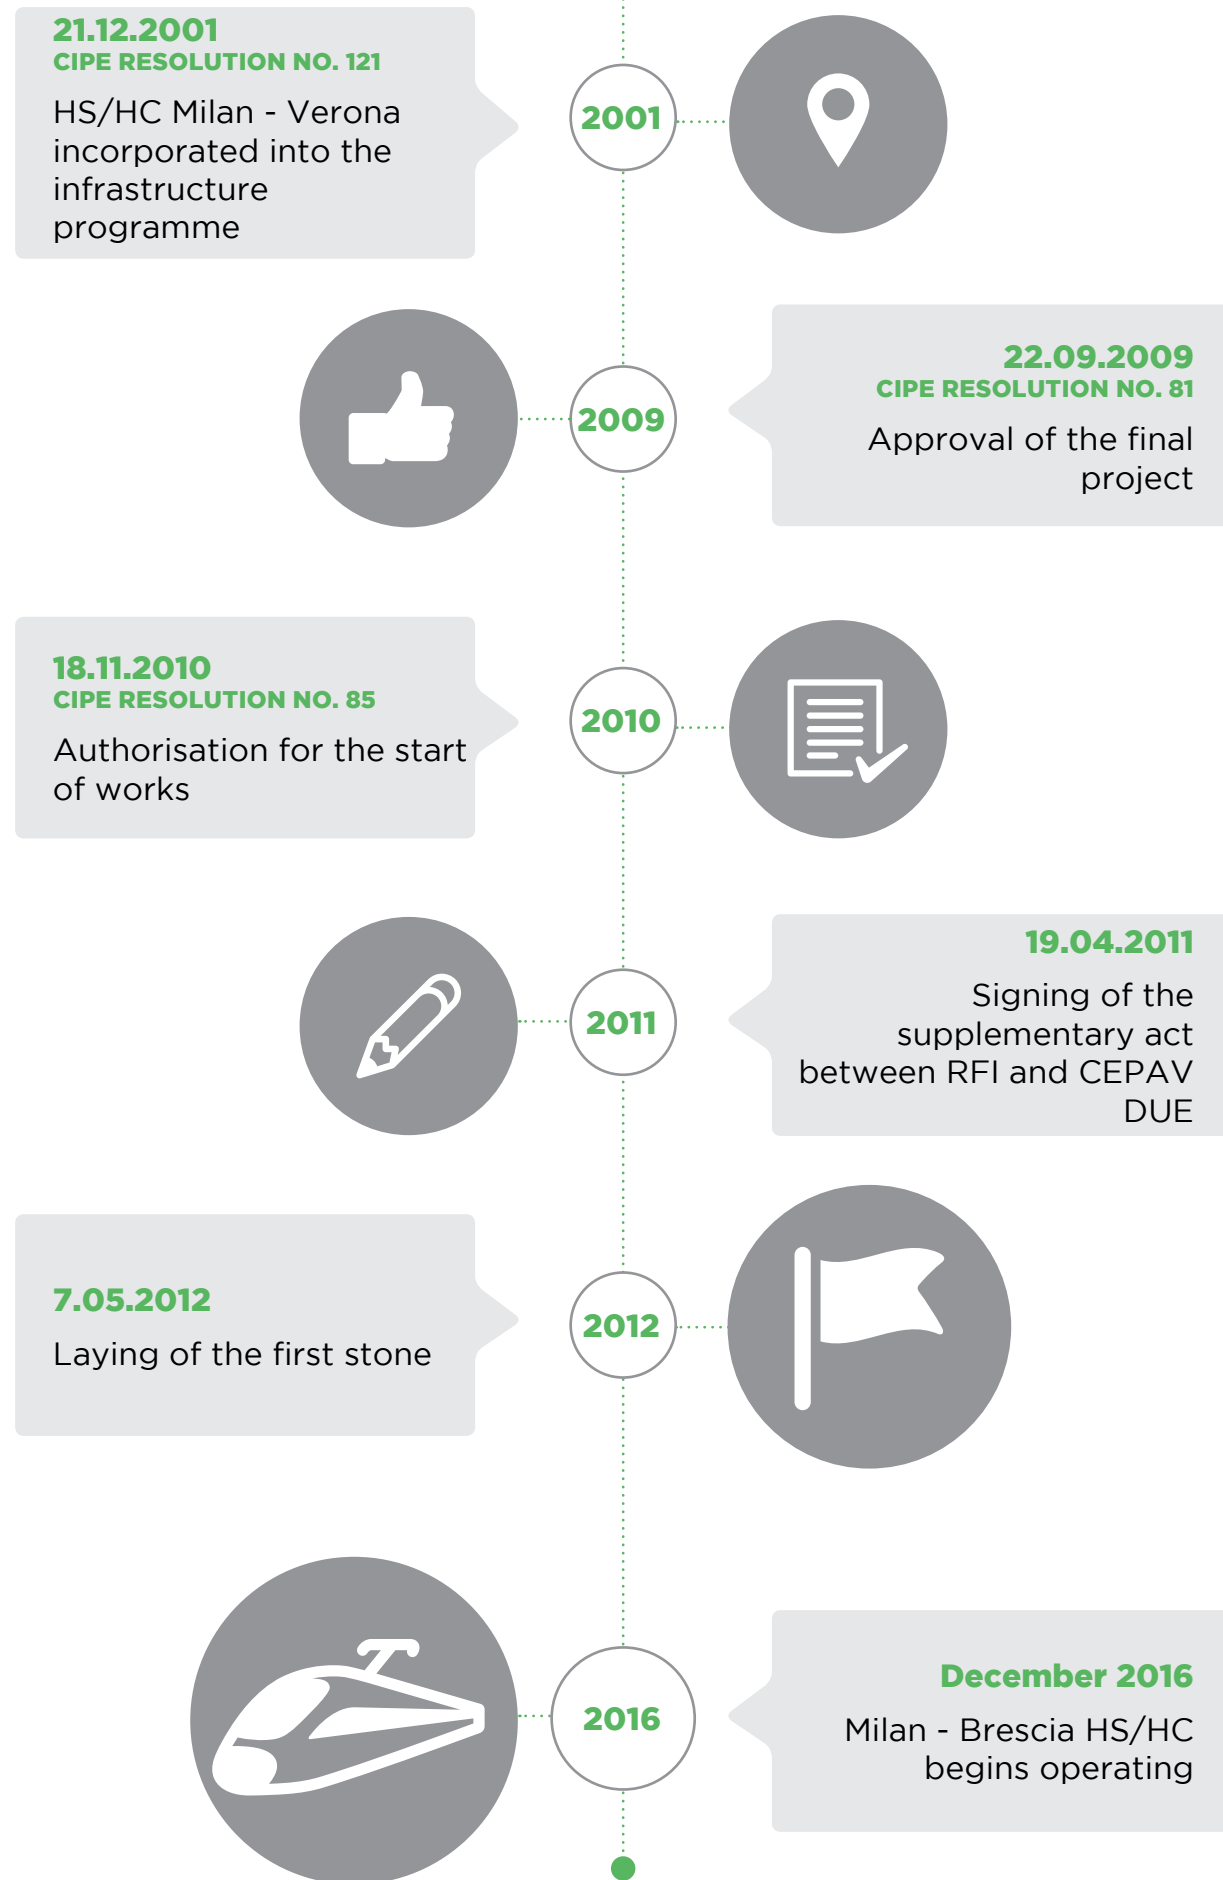 21.12.2001
CIPE RESOLUTION NO. 121
HS/HC Milan - Verona
incorporated into the
infrastructure
programme
2001
2009
22.09.2009
CIPE RESOLUTION NO. 81
Approval of the final
project
18.11.2010
CIPE RESOLUTION NO. 85
Authorisation for the start
of works
2010
2011
19.04.2011
Signing of the
supplementary act
between RFI and CEPAV
DUE
7.05.2012
Laying of the first stone
2012
2016
December 2016
Milan - Brescia HS/HC
begins operating